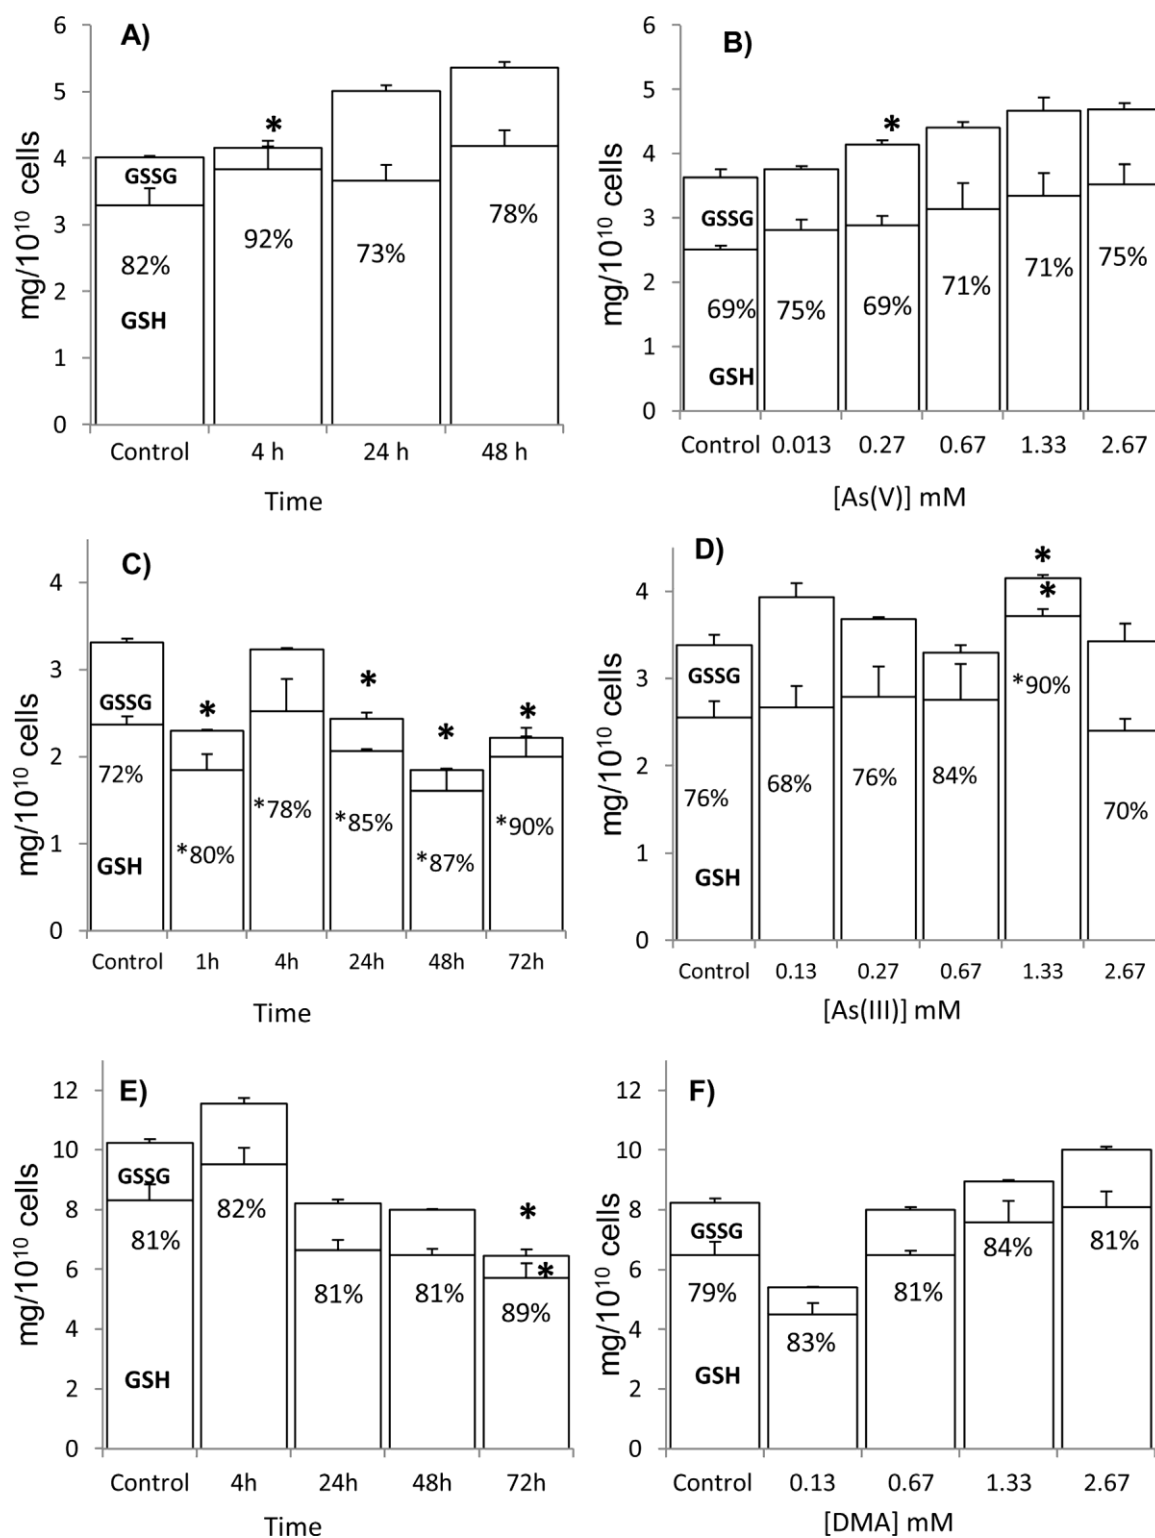 A)
mg/10¹⁰ cells
6
5
4
3
2
1
0
*
GSSG
GSH
82%
92%
73%
78%
Control 4 h 24 h 48 h
Time
B)
mg/10¹⁰ cells
6
5
4
3
2
1
0
*
GSSG
GSH
69% 75% 69% 71% 71% 75%
Control 0.013 0.27 0.67 1.33 2.67
[As(V)] mM
C)
mg/10¹⁰ cells
4
3
2
1
0
* * * *
GSSG
GSH
72% *80% *78% *85% *87% *90%
Control 1h 4h 24h 48h 72h
Time
D)
mg/10¹⁰ cells
4
3
2
1
0
*
*
GSSG
GSH
76% 68% 76% 84% *90% 70%
Control 0.13 0.27 0.67 1.33 2.67
[As(III)] mM
E)
mg/10¹⁰ cells
12
10
8
6
4
2
0
*
*
GSSG
GSH
81% 82% 81% 81% 89%
Control 4h 24h 48h 72h
Time
F)
mg/10¹⁰ cells
12
10
8
6
4
2
0
GSSG
GSH
79% 83% 81% 84% 81%
Control 0.13 0.67 1.33 2.67
[DMA] mM